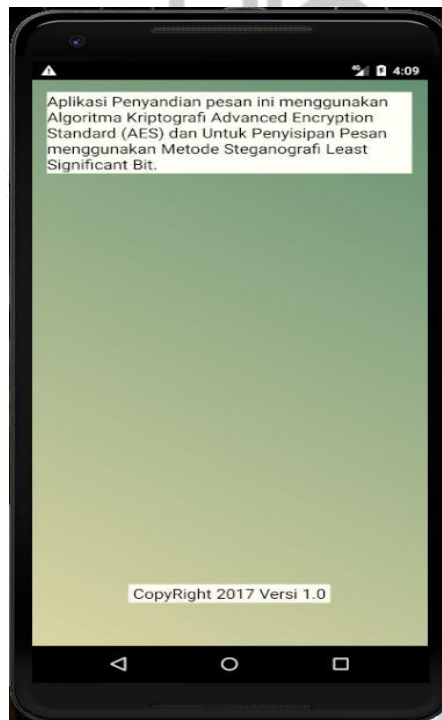 4G 4:09
Aplikasi Penyandian pesan ini menggunakan
Algoritma Kriptografi Advanced Encryption
Standard (AES) dan Untuk Penyisipan Pesan
menggunakan Metode Steganografi Least
Significant Bit.
CopyRight 2017 Versi 1.0